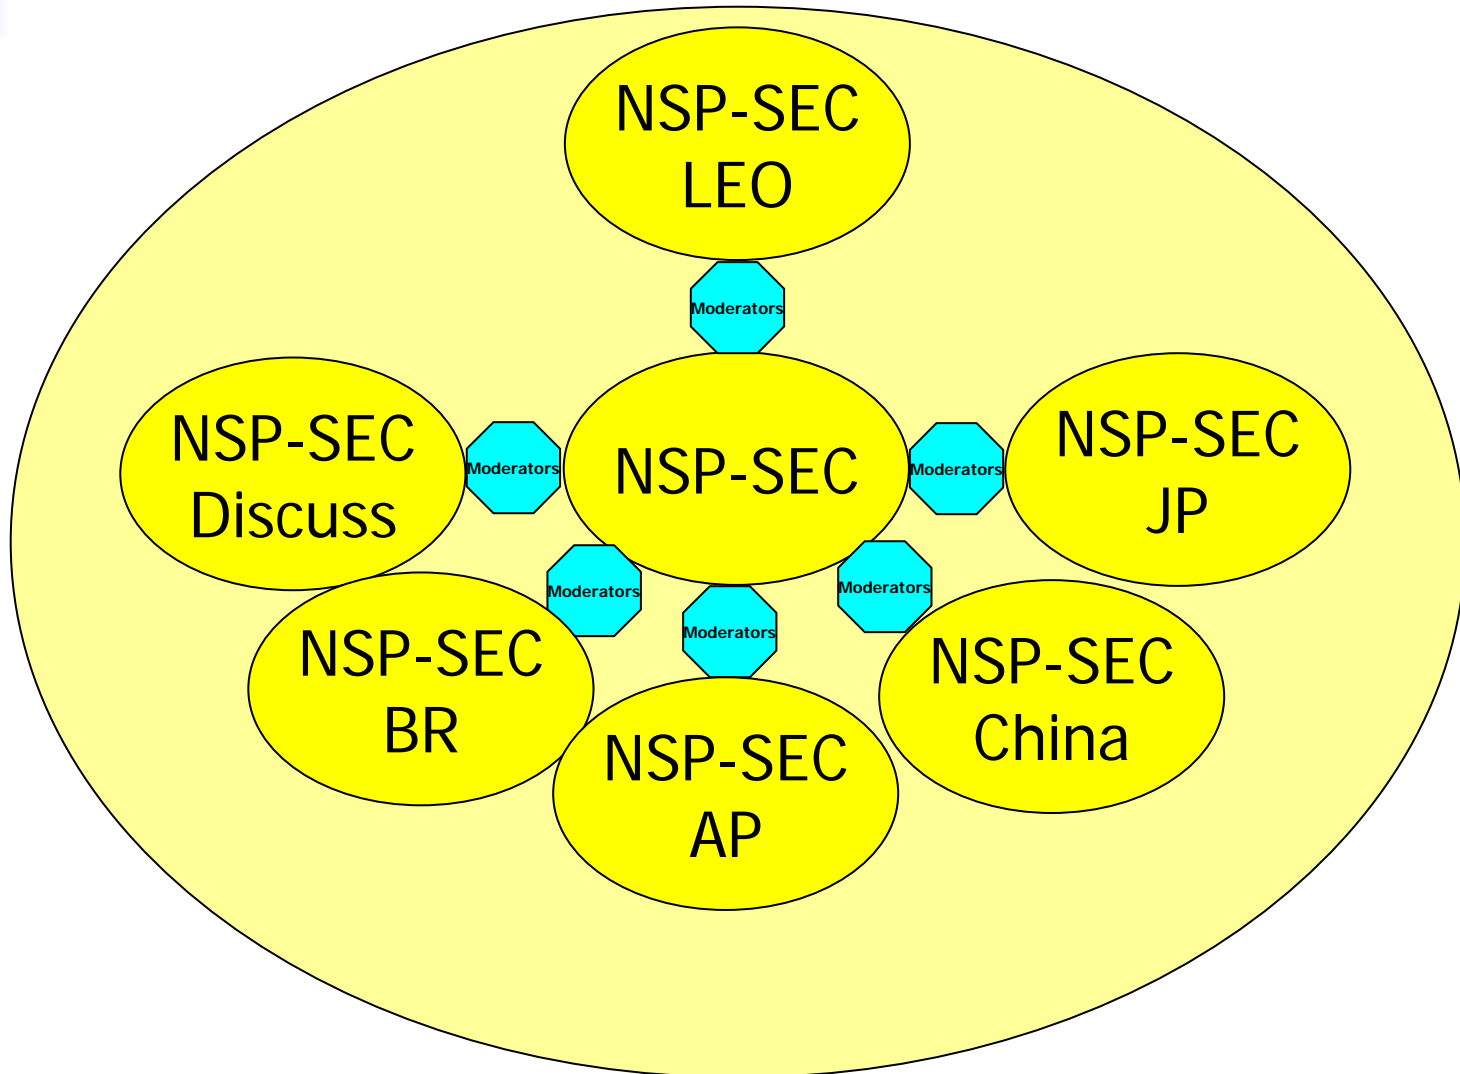 NSP-SEC
LEO
Moderators
NSP-SEC
Discuss
Moderators
NSP-SEC
Moderators
NSP-SEC
JP
Moderators
Moderators
Moderators
NSP-SEC
BR
NSP-SEC
AP
NSP-SEC
China